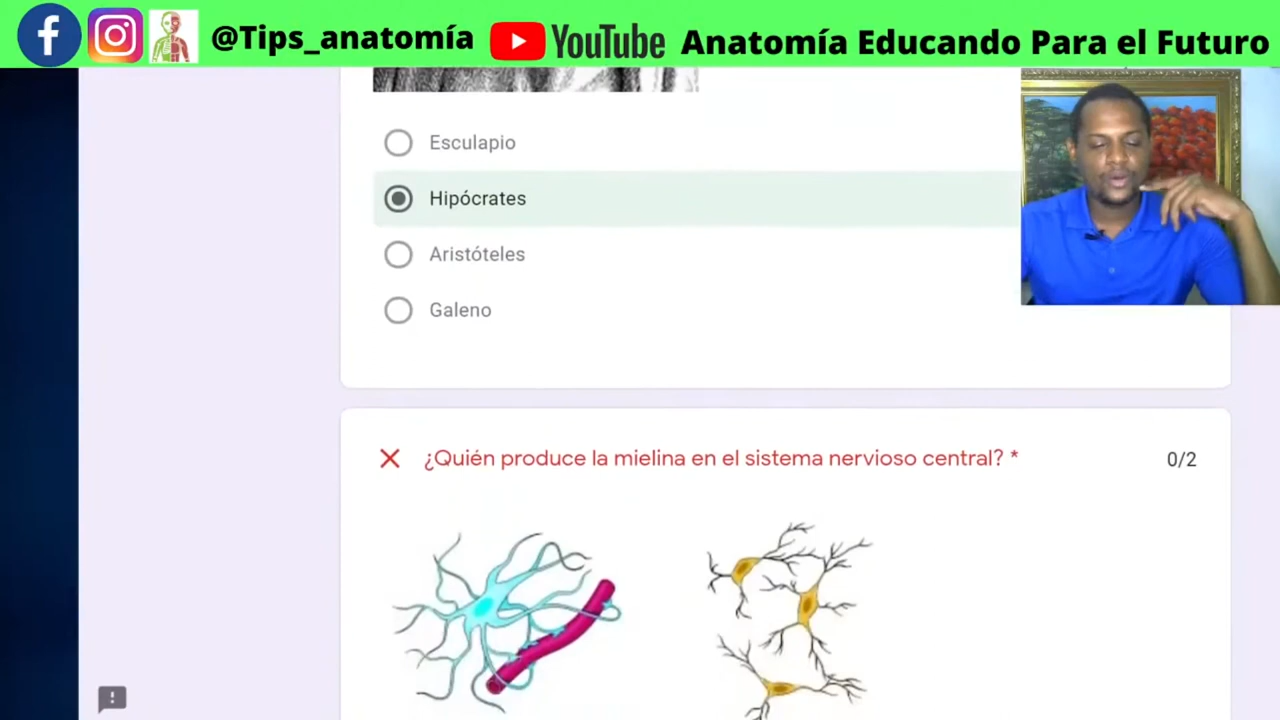 @Tips_anatomía YouTube Anatomía Educando Para el Futuro
Esculapio
Hipócrates
Aristóteles
Galeno
¿Quién produce la mielina en el sistema nervioso central? * 0/2